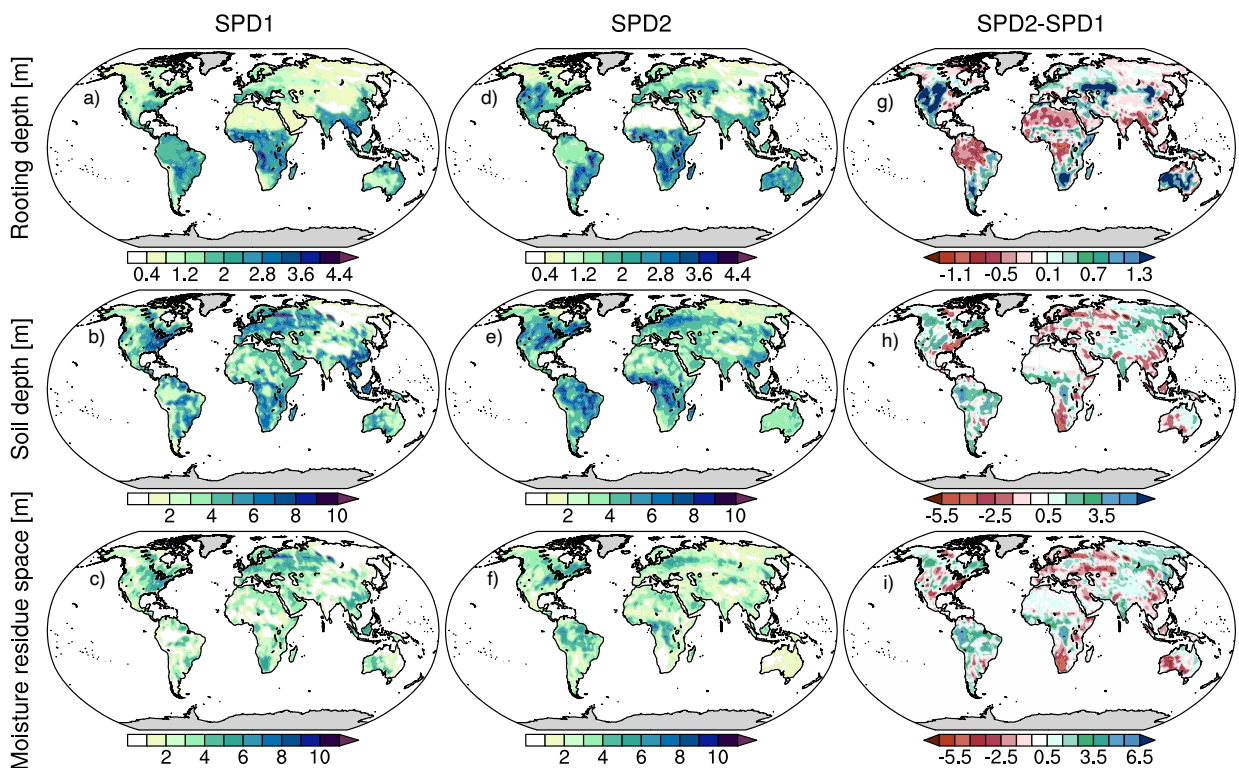 SPD1 SPD2 SPD2-SPD1
Rooting depth [m]
a) d) g)
0.4 1.2 2 2.8 3.6 4.4 0.4 1.2 2 2.8 3.6 4.4 -1.1 -0.5 0.1 0.7 1.3
Soil depth [m]
b) e) h)
2 4 6 8 10 2 4 6 8 10 -5.5 -2.5 0.5 3.5
Moisture residue space [m]
c) f) i)
2 4 6 8 10 2 4 6 8 10 -5.5 -2.5 0.5 3.5 6.5